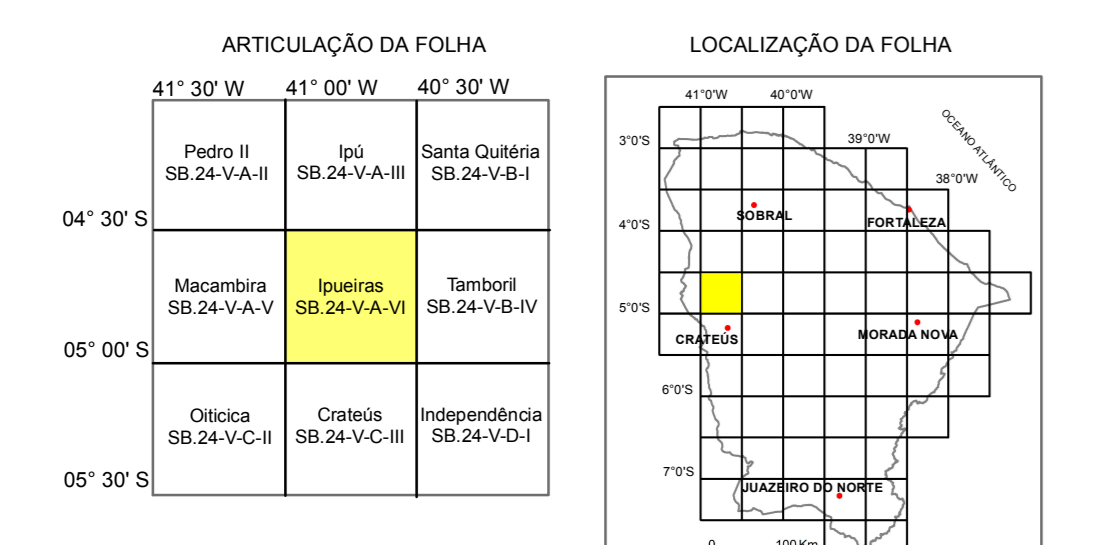 ARTICULAÇÃO DA FOLHA
41° 30' W 41° 00' W 40° 30' W
Pedro II
SB.24-V-A-II
Ipú
SB.24-V-A-III
Santa Quitéria
SB.24-V-B-I
04° 30' S
Macambira
SB.24-V-A-V
Ipueiras
SB.24-V-A-VI
Tamboril
SB.24-V-B-IV
05° 00' S
Oiticica
SB.24-V-C-II
Crateús
SB.24-V-C-III
Independência
SB.24-V-D-I
05° 30' S
LOCALIZAÇÃO DA FOLHA
41°0'W 40°0'W
OCEANO ATLÂNTICO
3°0'S
39°0'W
38°0'W
SOBRAL
FORTALEZA
4°0'S
5°0'S
CRATEÚS
MORADA NOVA
6°0'S
7°0'S
JUAZEIRO DO NORTE
0 100 Km